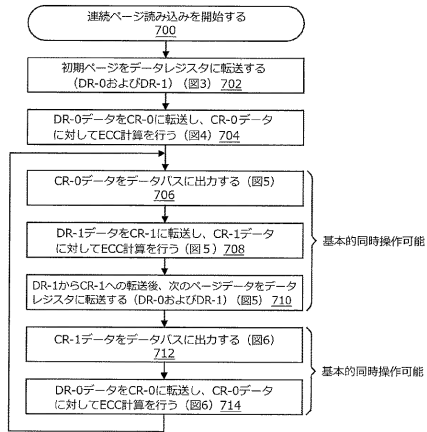 連続ページ読み込みを開始する
700
初期ページをデータレジスタに転送する
(DR-0およびDR-1)(図3) 702
DR-0データをCR-0に転送し、CR-0データ
に対してECC計算を行う(図4) 704
CR-0データをデータバスに出力する(図5)
706
DR-1データをCR-1に転送し、CR-1データ
に対してECC計算を行う(図5) 708
DR-1からCR-1への転送後、次のページデータをデータ
レジスタに転送する(DR-0およびDR-1)(図5) 710
基本的同時操作可能
CR-1データをデータバスに出力する(図6)
712
DR-0データをCR-0に転送し、CR-0データ
に対してECC計算を行う(図6) 714
基本的同時操作可能